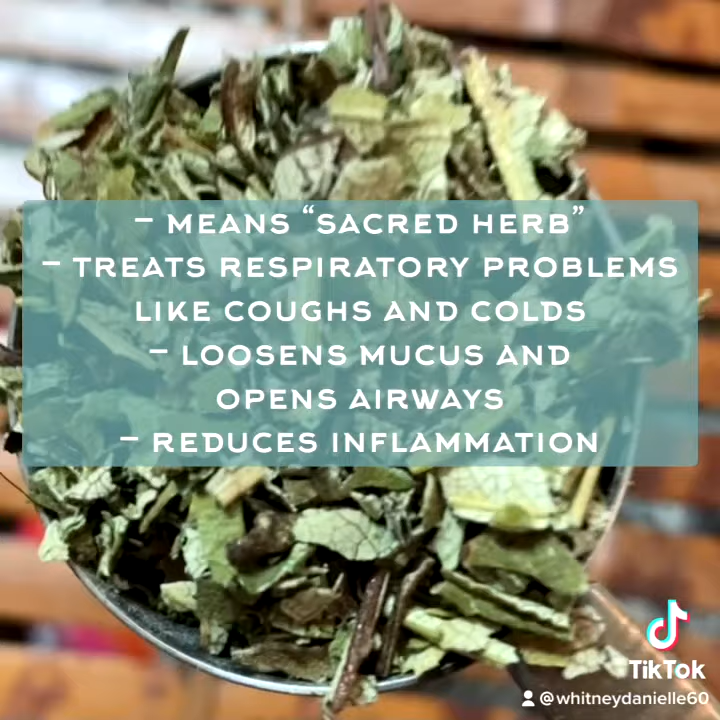 – MEANS “SACRED HERB”
– TREATS RESPIRATORY PROBLEMS
LIKE COUGHS AND COLDS
– LOOSENS MUCUS AND
OPENS AIRWAYS
– REDUCES INFLAMMATION
TikTok
@whitneydanielle60